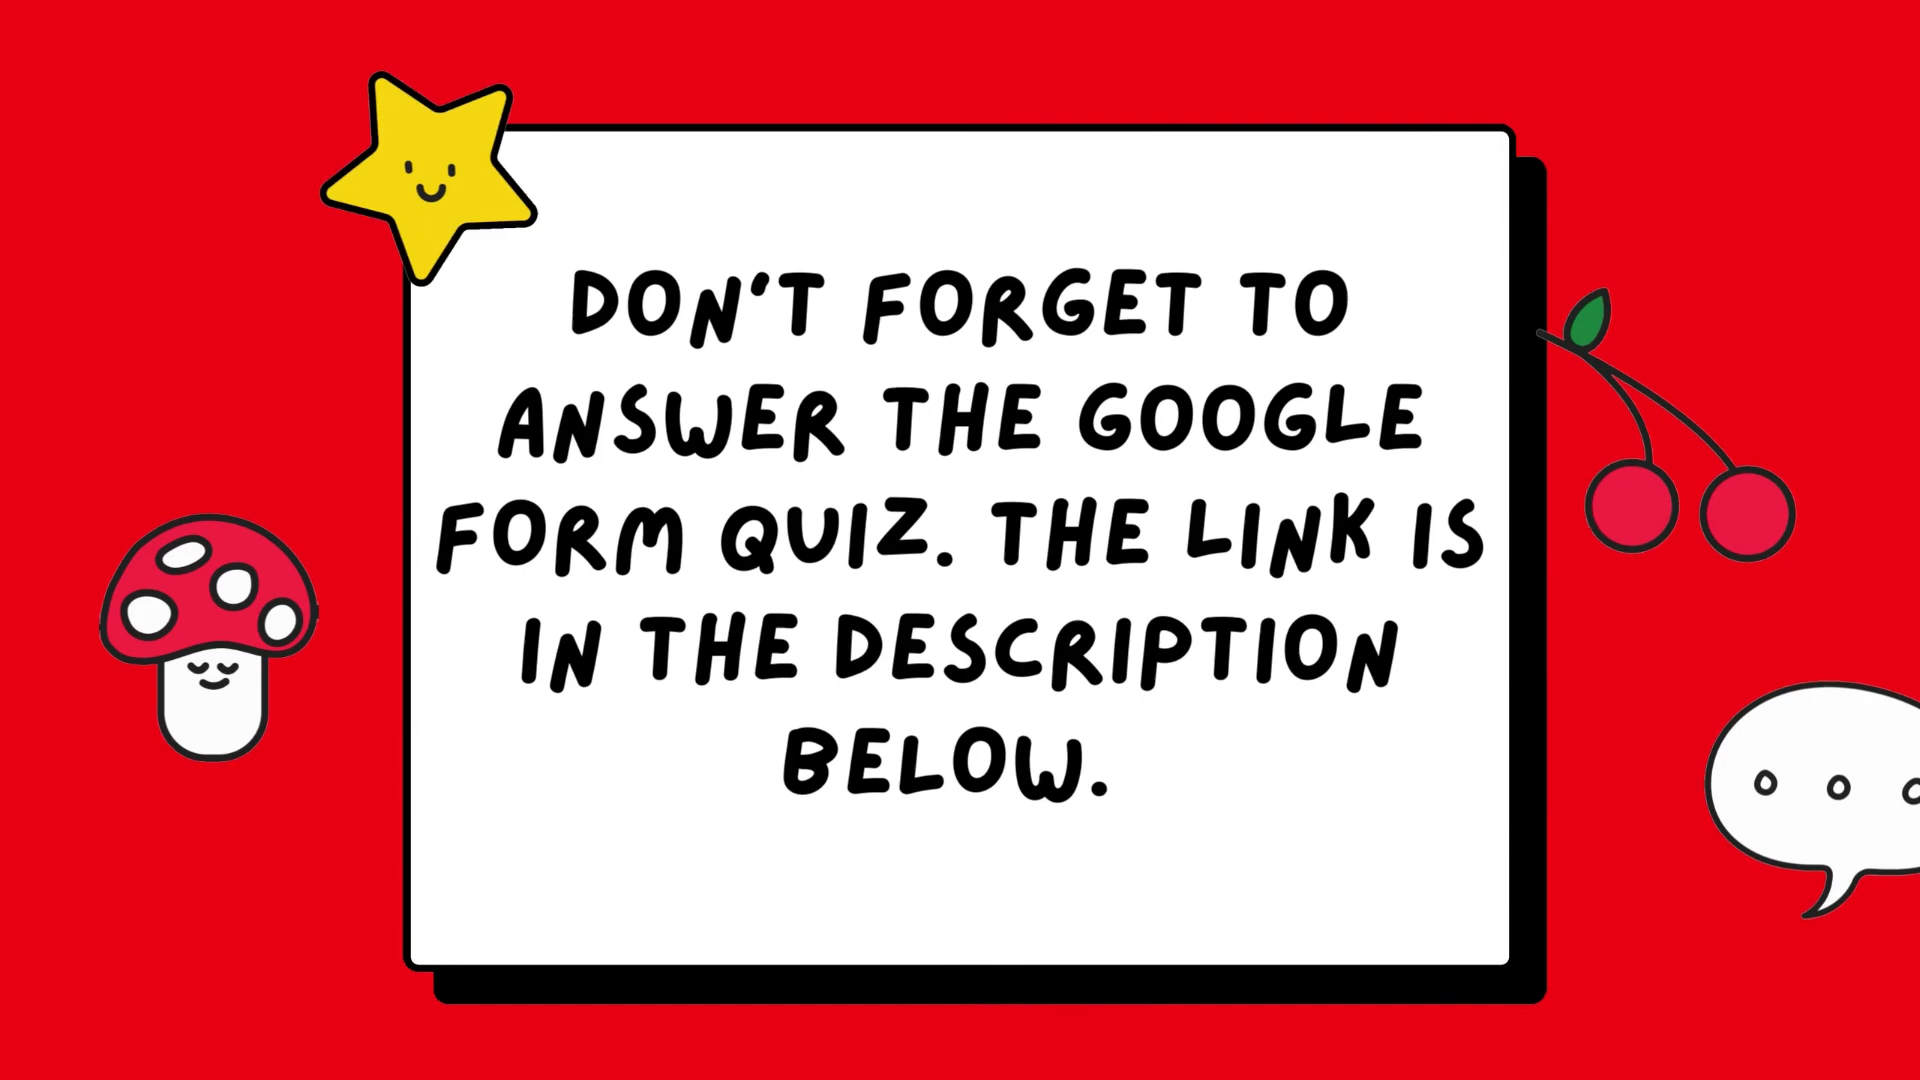 DON'T FORGET TO
ANSWER THE GOOGLE
FORM QUIZ. THE LINK IS
IN THE DESCRIPTION
BELOW.